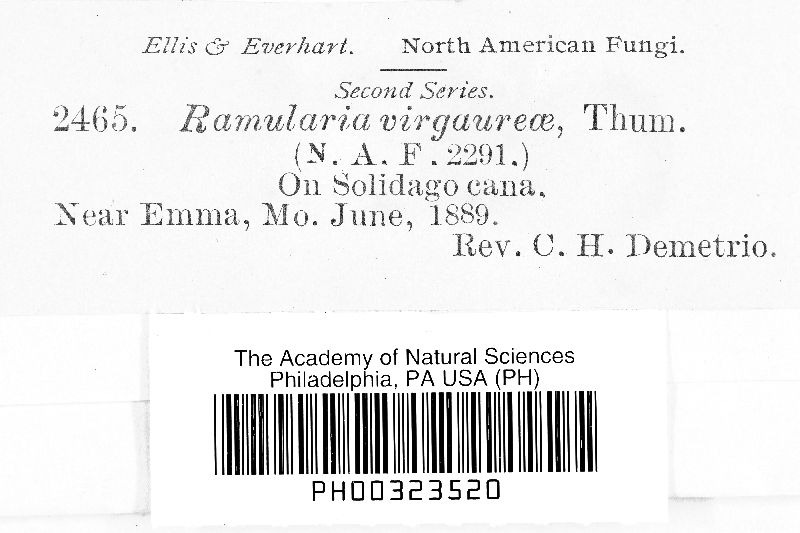 Ellis & Everhart. North American Fungi.
Second Series.
2465. Ramularia virgaureæ, Thum.
(N. A. F. 2291.)
On Solidago cana.
Near Emma, Mo. June, 1889.
Rev. C. H. Demetrio.
The Academy of Natural Sciences
Philadelphia, PA USA (PH)
PH00323520